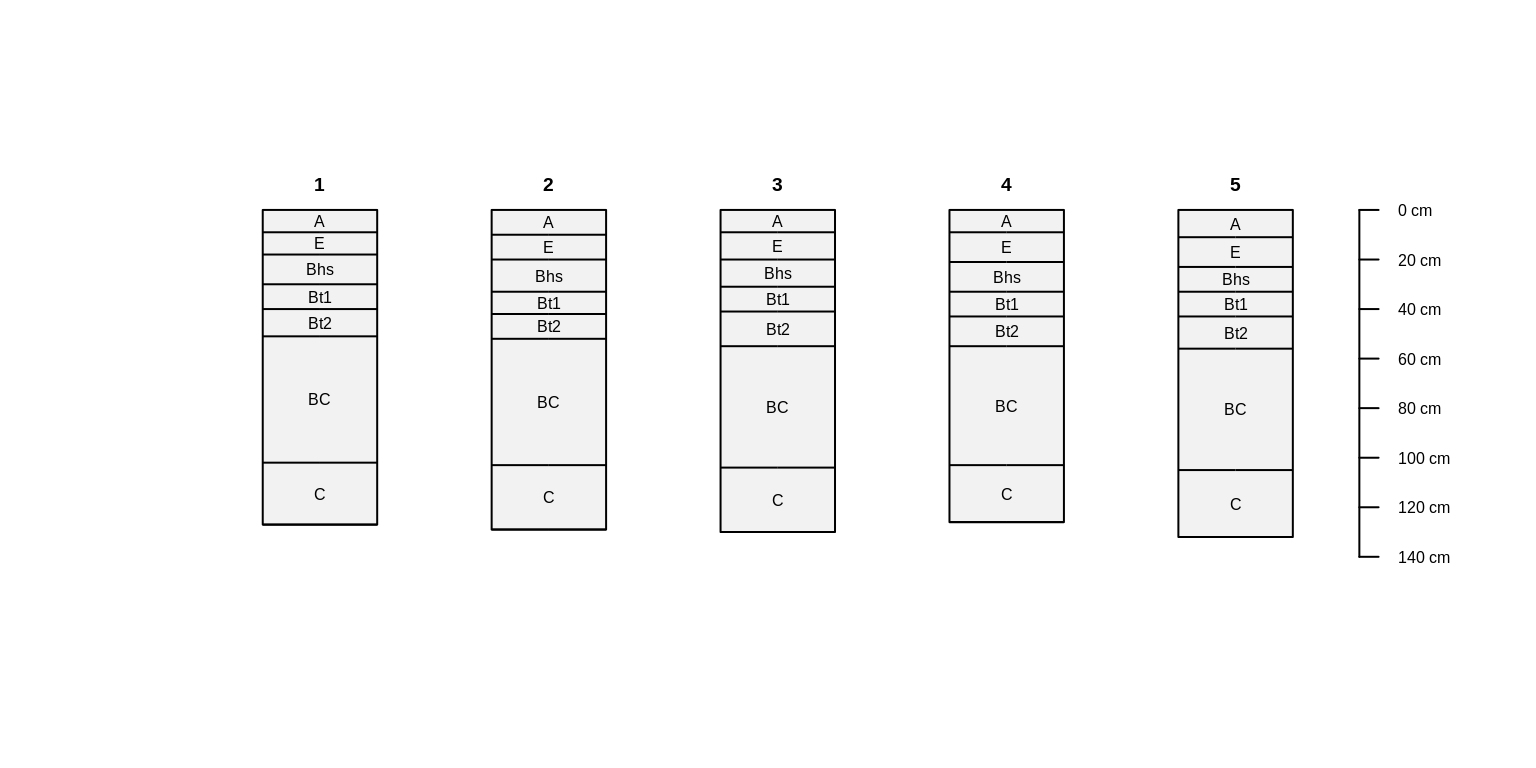 1 2 3 4 5
A A A A A 0 cm
E E E E E 20 cm
Bhs Bhs Bhs Bhs Bhs
Bt1 Bt1 Bt1 Bt1 Bt1 40 cm
Bt2 Bt2 Bt2 Bt2 Bt2 60 cm
BC BC BC BC BC 80 cm
100 cm
C C C C C 120 cm
140 cm